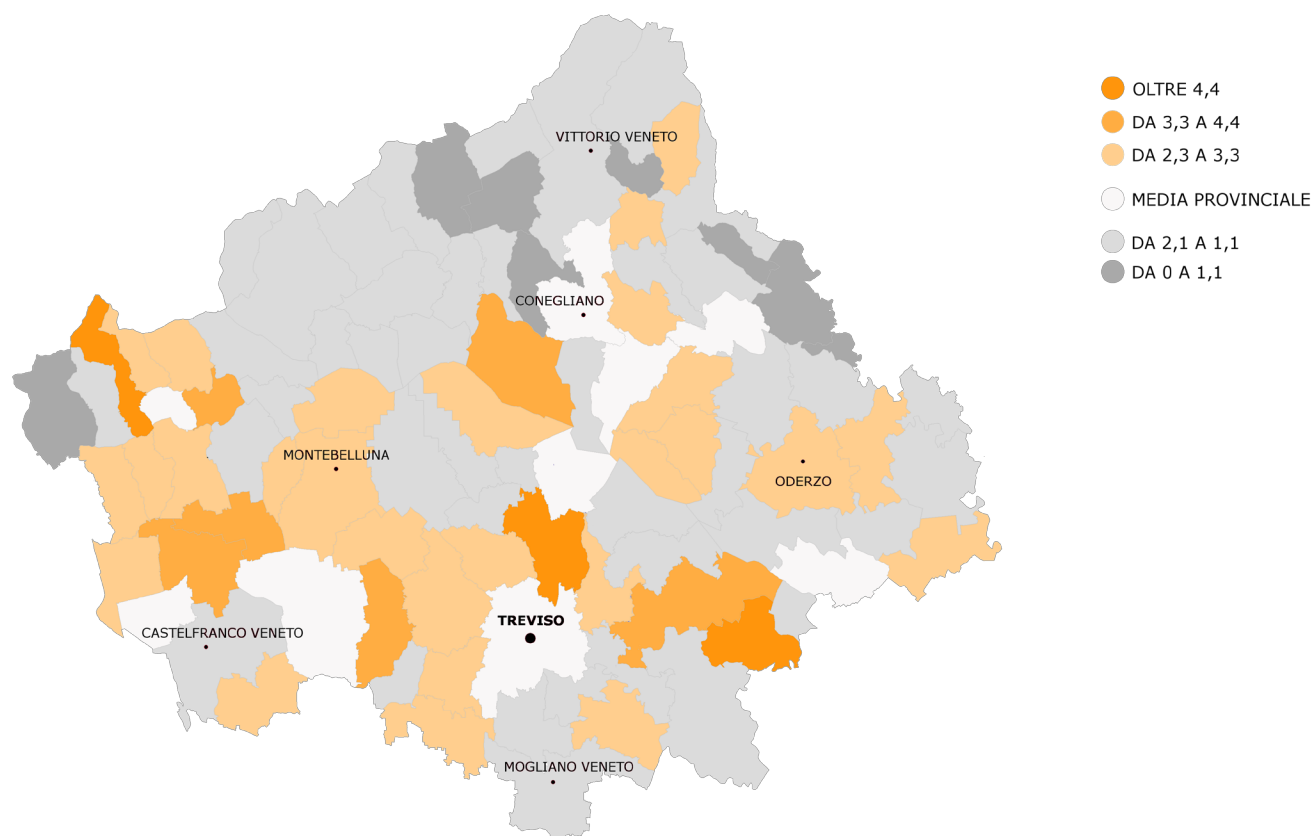 OLTRE 4,4
DA 3,3 A 4,4
VITTORIO VENETO
DA 2,3 A 3,3
MEDIA PROVINCIALE
DA 2,1 A 1,1
DA 0 A 1,1
CONEGLIANO
MONTEBELLUNA
ODERZO
TREVISO
CASTELFRANCO VENETO
MOGLIANO VENETO